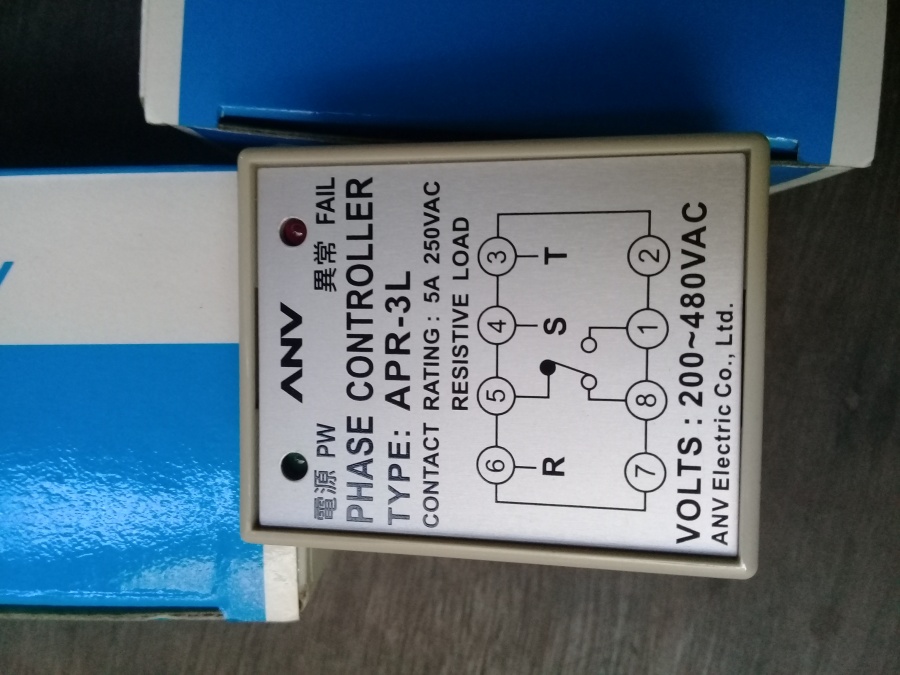 ANV
電源 PW
異常 FAIL
PHASE CONTROLLER
TYPE: APR-3L
CONTACT RATING: 5A 250VAC
RESISTIVE LOAD
6 5 4 3
R S T
7 8 1 2
VOLTS : 200~480VAC
ANV Electric Co., Ltd.